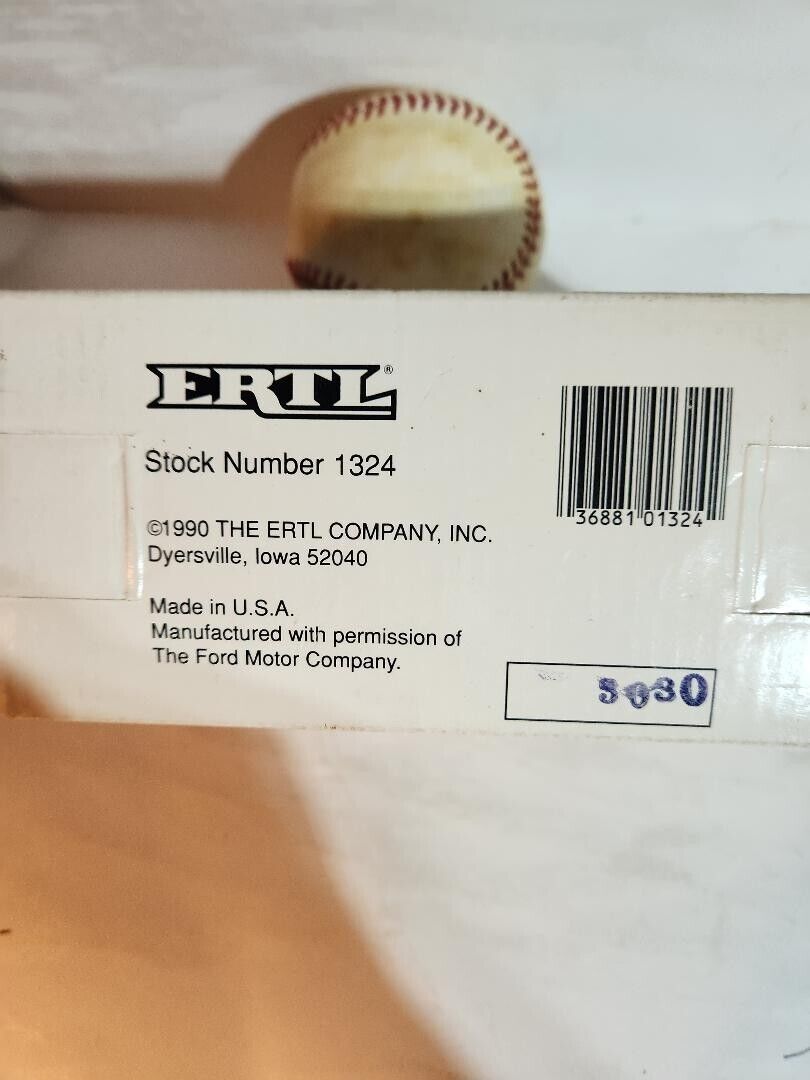 ERTL®
Stock Number 1324
©1990 THE ERTL COMPANY, INC.
Dyersville, Iowa 52040
Made in U.S.A.
Manufactured with permission of
The Ford Motor Company.
36881 01324